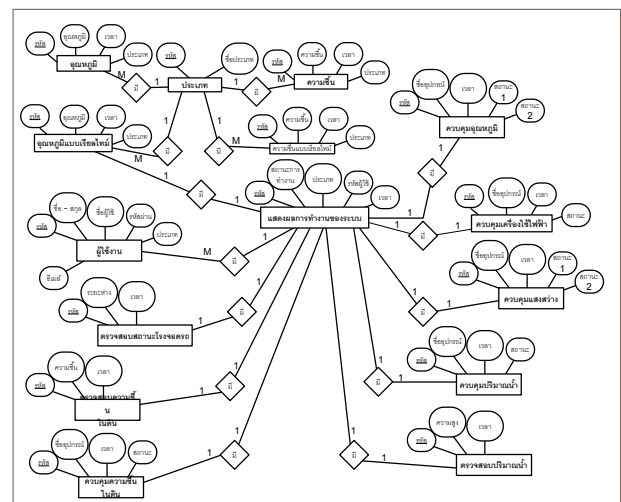 รหัส
อุณหภูมิ
เวลา
ประเภท
อุณหภูมิ
M
มี
1
รหัส
ชื่อประเภท
ประเภท
1
มี
M
รหัส
ความชื้น
เวลา
ประเภท
ความชื้น
รหัส
อุณหภูมิ
เวลา
ประเภท
อุณหภูมิแบบเรียลไทม์
M
มี
1
1
มี
M
รหัส
ความชื้น
เวลา
ประเภท
ความชื้นแบบเรียลไทม์
รหัส
ชื่ออุปกรณ์
เวลา
สถานะ
1
สถานะ
2
ควบคุมอุณหภูมิ
1
มี
1
1
มี
1
รหัส
สถานะการ
ทำงาน
ประเภท
รหัสผู้ใช้
เวลา
แสดงผลการทำงานของระบบ
รหัส
ชื่ออุปกรณ์
เวลา
สถานะ
ควบคุมเครื่องใช้ไฟฟ้า
1
มี
1
รหัส
ชื่อ - สกุล
ชื่อผู้ใช้
รหัสผ่าน
ประเภท
อีเมล์
ผู้ใช้งาน
M
มี
1
รหัส
ชื่ออุปกรณ์
เวลา
สถานะ
1
สถานะ
2
ควบคุมแสงสว่าง
1
มี
1
รหัส
ระยะห่าง
เวลา
ตรวจสอบสถานะโรงจอดรถ
1
มี
1
รหัส
ความชื้น
เวลา
ตรวจสอบความชื้
น
ในดิน
1
มี
1
รหัส
ชื่ออุปกรณ์
เวลา
สถานะ
ควบคุมปริมาณน้ำ
1
มี
1
รหัส
ชื่ออุปกรณ์
เวลา
สถานะ
ควบคุมความชื้น
ในดิน
1
มี
1
รหัส
ความสูง
เวลา
ตรวจสอบปริมาณน้ำ
1
มี
1